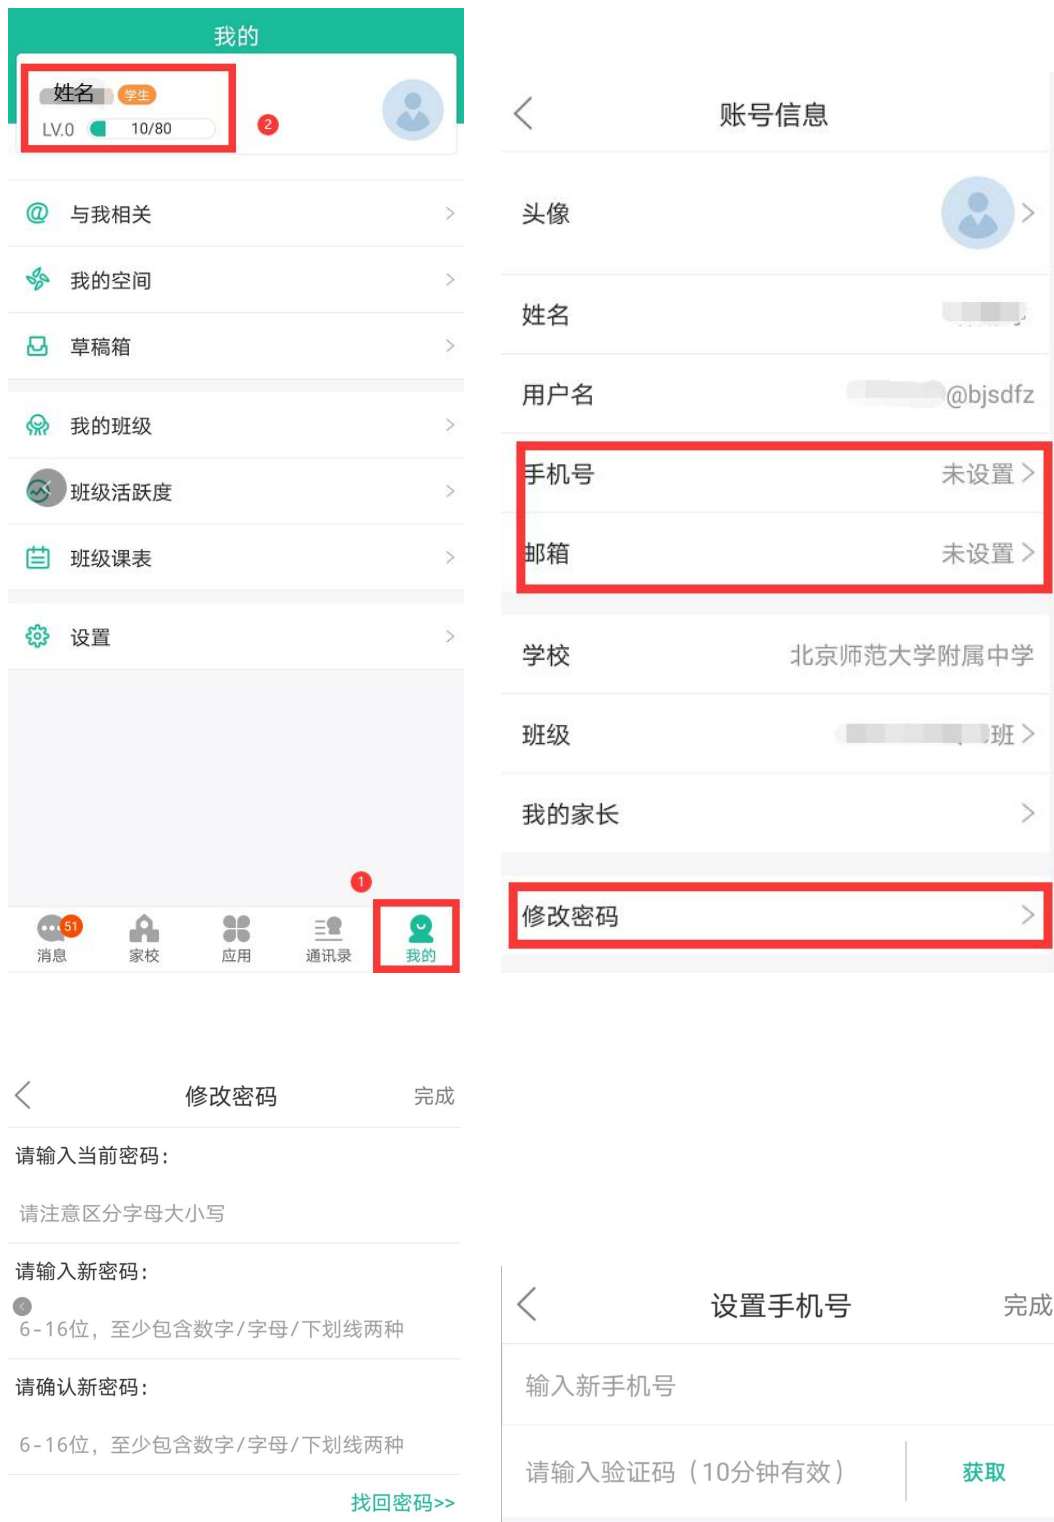 我的
姓名 学生
LV.0 10/80
2
与我相关
我的空间
草稿箱
我的班级
班级活跃度
班级课表
设置
1
51
消息 家校 应用 通讯录 我的
账号信息
头像
姓名
用户名 @bjsdfz
手机号 未设置
邮箱 未设置
学校 北京师范大学附属中学
班级 班
我的家长
修改密码
修改密码 完成
请输入当前密码:
请注意区分字母大小写
请输入新密码:
6-16位, 至少包含数字/字母/下划线两种
请确认新密码:
6-16位, 至少包含数字/字母/下划线两种
找回密码>>
设置手机号 完成
输入新手机号
请输入验证码（10分钟有效） 获取